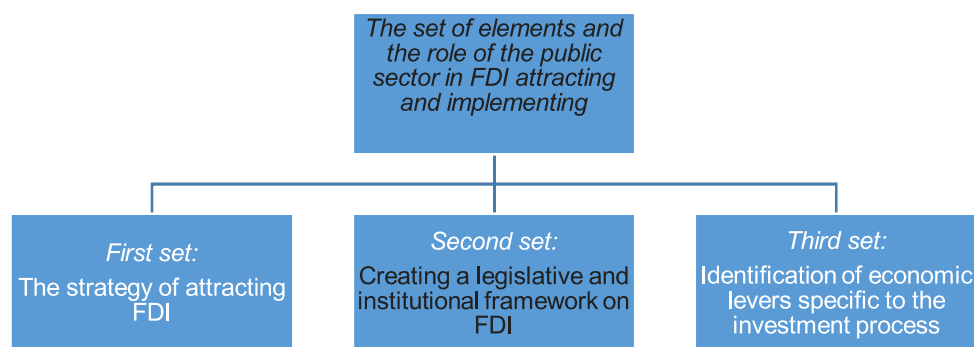 The set of elements and
the role of the public
sector in FDI attracting
and implementing
First set:
The strategy of attracting
FDI
Second set:
Creating a legislative and
institutional framework on
FDI
Third set:
Identification of economic
levers specific to the
investment process